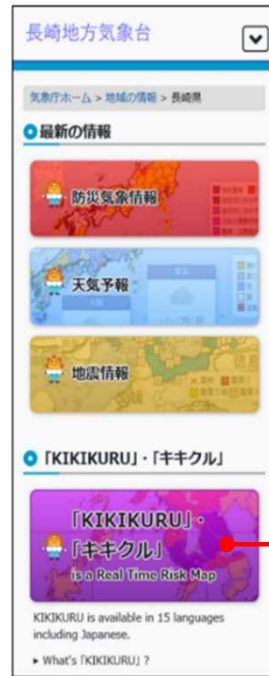 長崎地方気象台
気象庁ホーム > 地域の情報 > 長崎県
最新の情報
防災気象情報
天気予報
地震情報
「KIKIKURU」・「キキクル」
「KIKIKURU」・
「キキクル」
is a Real Time Risk Map
KIKIKURU is available in 15 languages
including Japanese.
▸ What's「KIKIKURU」?